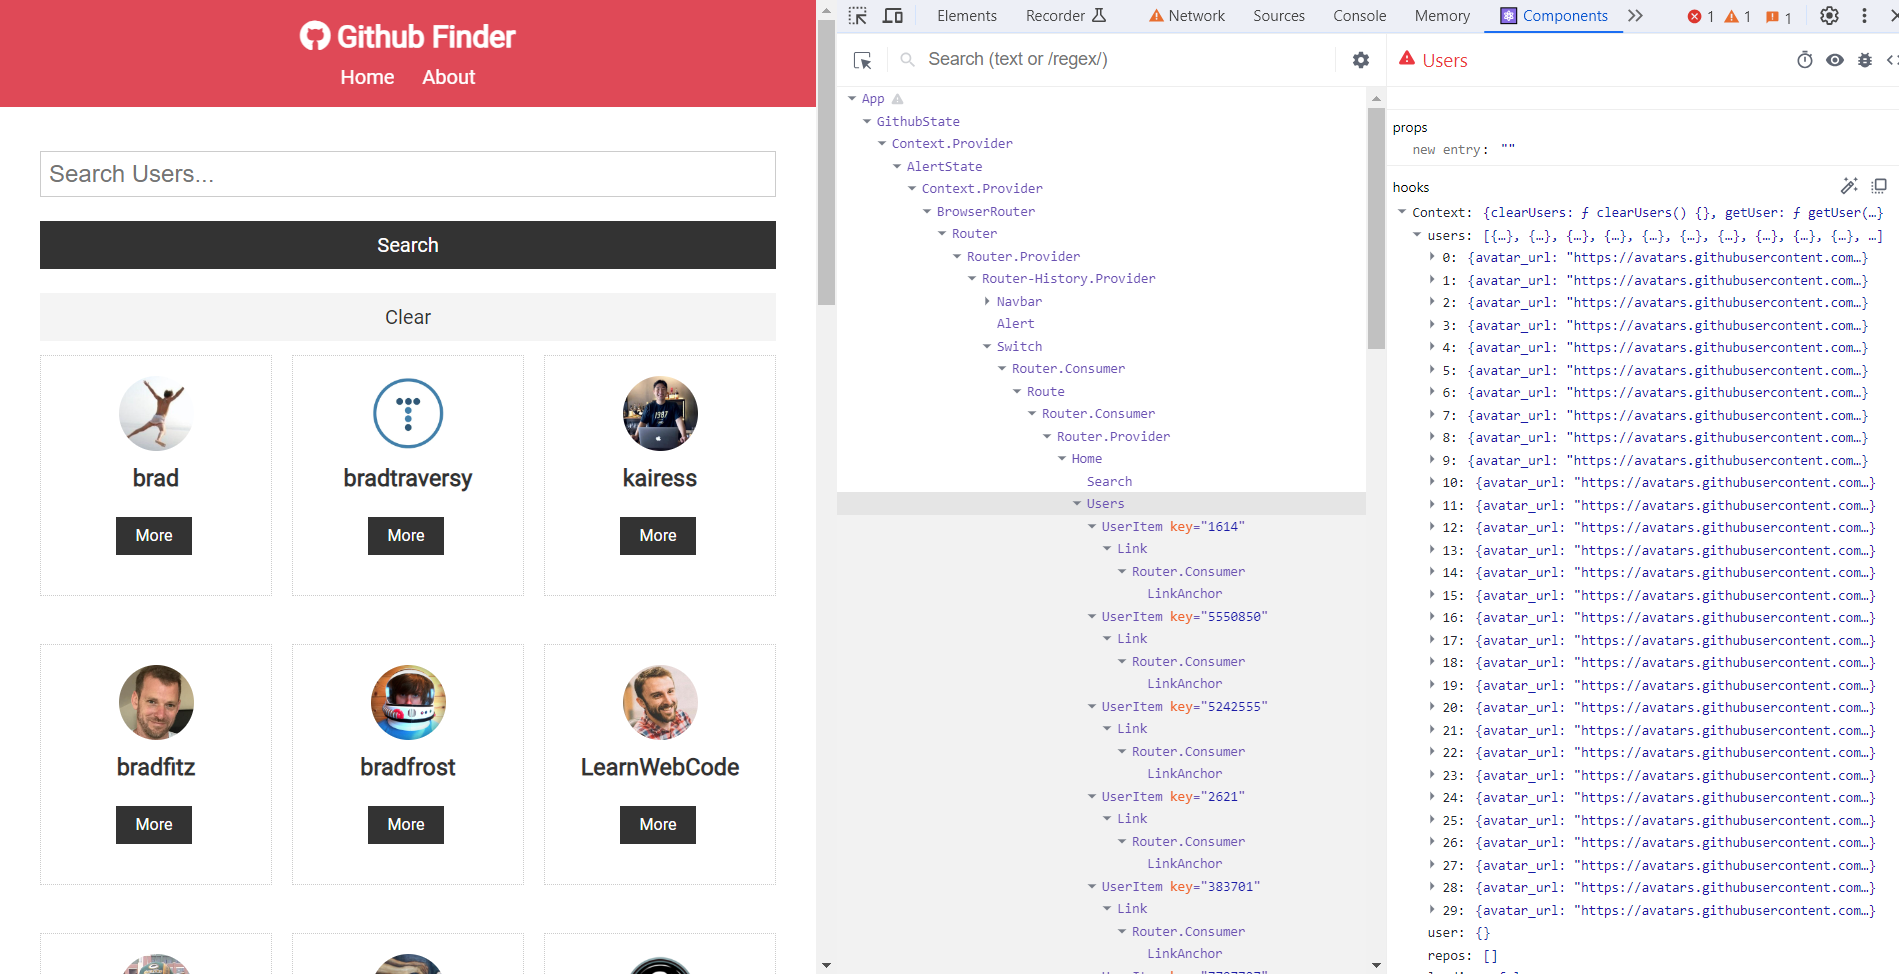 Github Finder
Home About
Search Users...
Search
Clear
brad
More
bradtraversy
More
kairess
More
bradfitz
More
bradfrost
More
LearnWebCode
More
Elements Recorder Network Sources Console Memory Components 1 1 1
Search (text or /regex/)
App
GithubState
Context.Provider
AlertState
Context.Provider
BrowserRouter
Router
Router.Provider
Router-History.Provider
Navbar
Alert
Switch
Router.Consumer
Route
Router.Consumer
Router.Provider
Home
Search
Users
UserItem key="1614"
Link
Router.Consumer
LinkAnchor
UserItem key="5550850"
Link
Router.Consumer
LinkAnchor
UserItem key="5242555"
Link
Router.Consumer
LinkAnchor
UserItem key="2621"
Link
Router.Consumer
LinkAnchor
UserItem key="383701"
Link
Router.Consumer
LinkAnchor
Users
props
new entry: ""
hooks
Context: {clearUsers: ƒ clearUsers() {}, getUser: ƒ getUser(…}
users: [{…}, {…}, {…}, {…}, {…}, {…}, {…}, {…}, {…}, {…}, …]
0: {avatar_url: "https://avatars.githubusercontent.com…}
1: {avatar_url: "https://avatars.githubusercontent.com…}
2: {avatar_url: "https://avatars.githubusercontent.com…}
3: {avatar_url: "https://avatars.githubusercontent.com…}
4: {avatar_url: "https://avatars.githubusercontent.com…}
5: {avatar_url: "https://avatars.githubusercontent.com…}
6: {avatar_url: "https://avatars.githubusercontent.com…}
7: {avatar_url: "https://avatars.githubusercontent.com…}
8: {avatar_url: "https://avatars.githubusercontent.com…}
9: {avatar_url: "https://avatars.githubusercontent.com…}
10: {avatar_url: "https://avatars.githubusercontent.com…}
11: {avatar_url: "https://avatars.githubusercontent.com…}
12: {avatar_url: "https://avatars.githubusercontent.com…}
13: {avatar_url: "https://avatars.githubusercontent.com…}
14: {avatar_url: "https://avatars.githubusercontent.com…}
15: {avatar_url: "https://avatars.githubusercontent.com…}
16: {avatar_url: "https://avatars.githubusercontent.com…}
17: {avatar_url: "https://avatars.githubusercontent.com…}
18: {avatar_url: "https://avatars.githubusercontent.com…}
19: {avatar_url: "https://avatars.githubusercontent.com…}
20: {avatar_url: "https://avatars.githubusercontent.com…}
21: {avatar_url: "https://avatars.githubusercontent.com…}
22: {avatar_url: "https://avatars.githubusercontent.com…}
23: {avatar_url: "https://avatars.githubusercontent.com…}
24: {avatar_url: "https://avatars.githubusercontent.com…}
25: {avatar_url: "https://avatars.githubusercontent.com…}
26: {avatar_url: "https://avatars.githubusercontent.com…}
27: {avatar_url: "https://avatars.githubusercontent.com…}
28: {avatar_url: "https://avatars.githubusercontent.com…}
29: {avatar_url: "https://avatars.githubusercontent.com…}
user: {}
repos: []